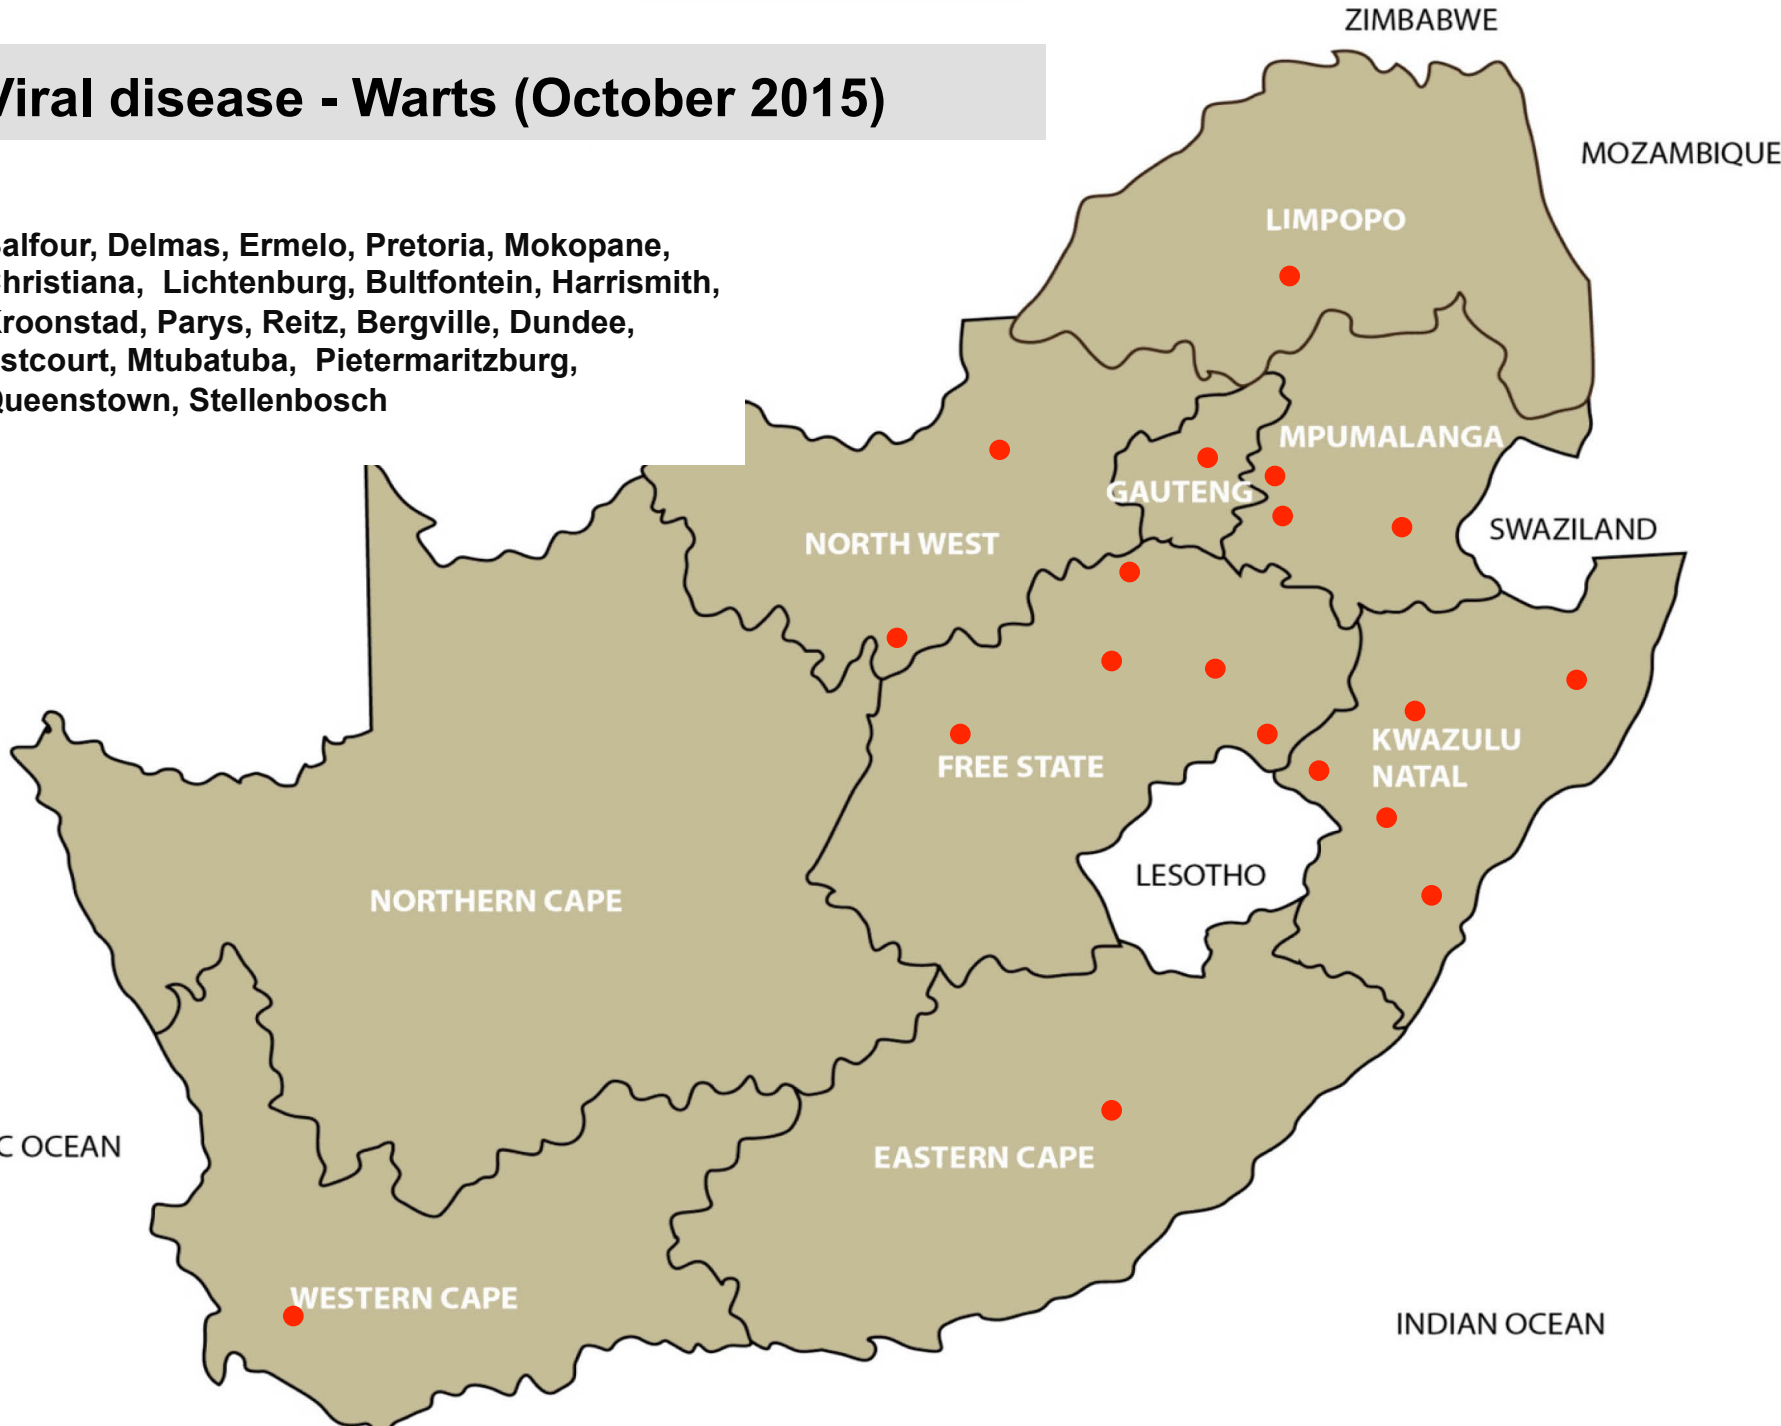 ZIMBABWE
Viral disease - Warts (October 2015)
MOZAMBIQUE
LIMPOPO
alfour, Delmas, Ermelo, Pretoria, Mokopane,
hristiana, Lichtenburg, Bultfontein, Harrismith,
roonstad, Parys, Reitz, Bergville, Dundee,
stcourt, Mtubatuba, Pietermaritzburg,
Queenstown, Stellenbosch
MPUMALANGA
GAUTENG
NORTH WEST
SWAZILAND
KWAZULU
NATAL
FREE STATE
LESOTHO
NORTHERN CAPE
C OCEAN
EASTERN CAPE
WESTERN CAPE
INDIAN OCEAN